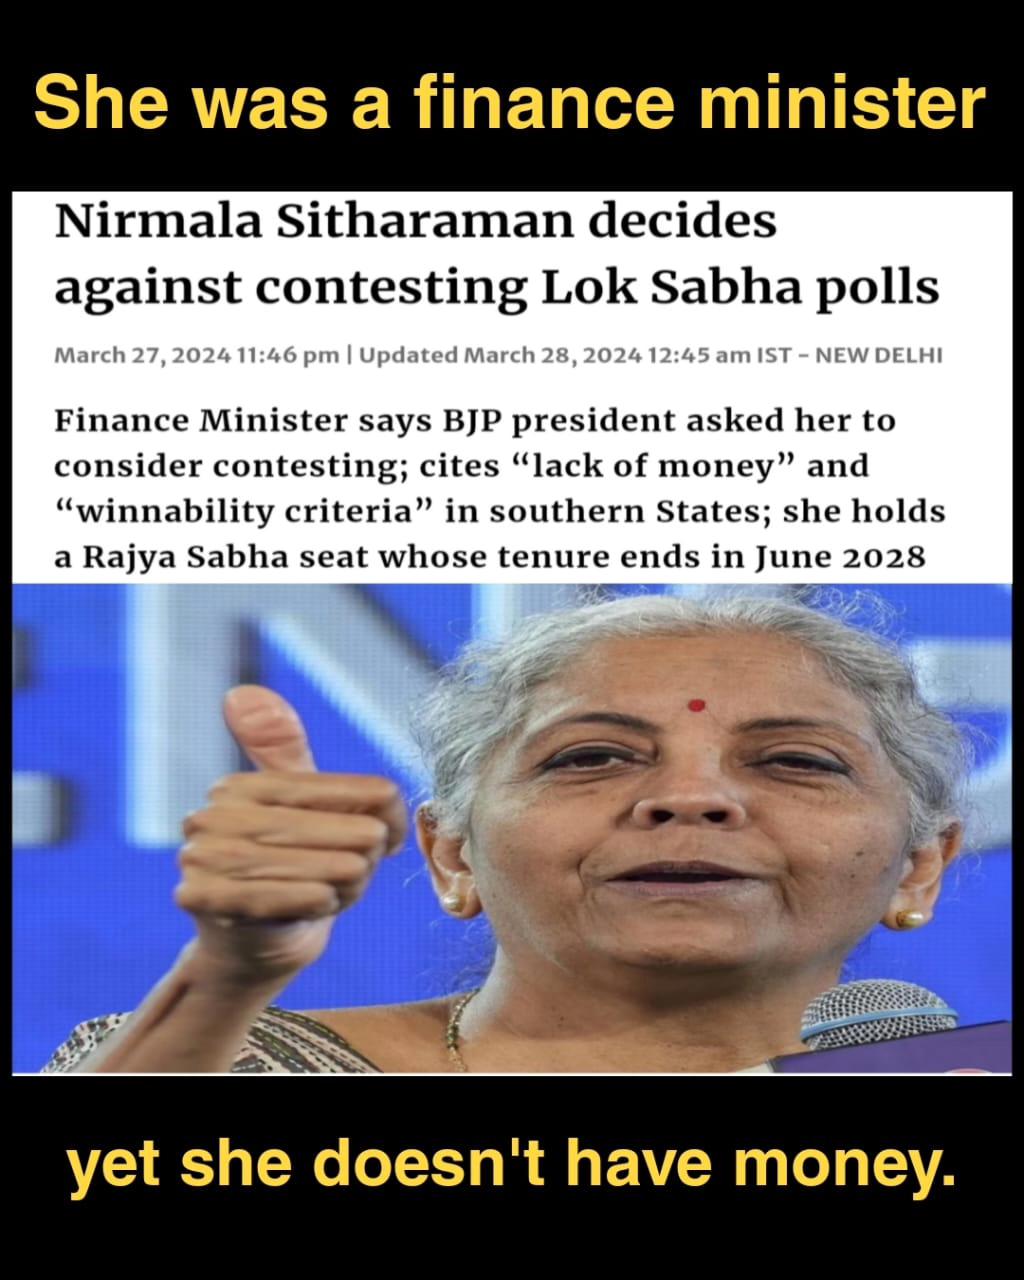 She was a finance minister
Nirmala Sitharaman decides
against contesting Lok Sabha polls
March 27, 2024 11:46 pm | Updated March 28, 2024 12:45 am IST - NEW DELHI
Finance Minister says BJP president asked her to
consider contesting; cites “lack of money” and
“winnability criteria” in southern States; she holds
a Rajya Sabha seat whose tenure ends in June 2028
yet she doesn't have money.